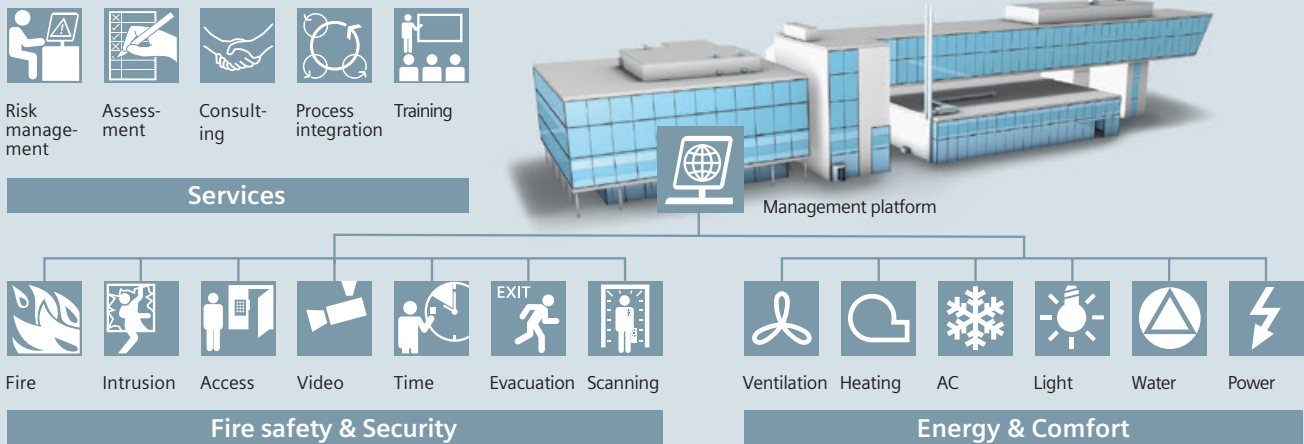 Risk
manage-
ment
Assess-
ment
Consult-
ing
Process
integration
Training
Services
Management platform
EXIT
Fire
Intrusion
Access
Video
Time
Evacuation
Scanning
Fire safety & Security
Ventilation
Heating
AC
Light
Water
Power
Energy & Comfort